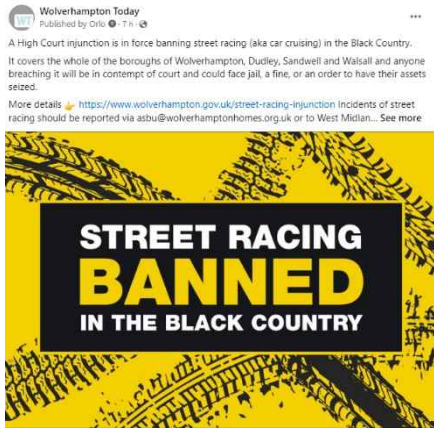 Wolverhampton Today
Published by Orlo · 7 h ·
A High Court injunction is in force banning street racing (aka car cruising) in the Black Country.
It covers the whole of the boroughs of Wolverhampton, Dudley, Sandwell and Walsall and anyone
breaching it will be in contempt of court and could face jail, a fine, or an order to have their assets
seized.
More details 👉 https://www.wolverhampton.gov.uk/street-racing-injunction Incidents of street
racing should be reported via asbu@wolverhamptonhomes.org.uk or to West Midlan... See more
STREET RACING
BANNED
IN THE BLACK COUNTRY